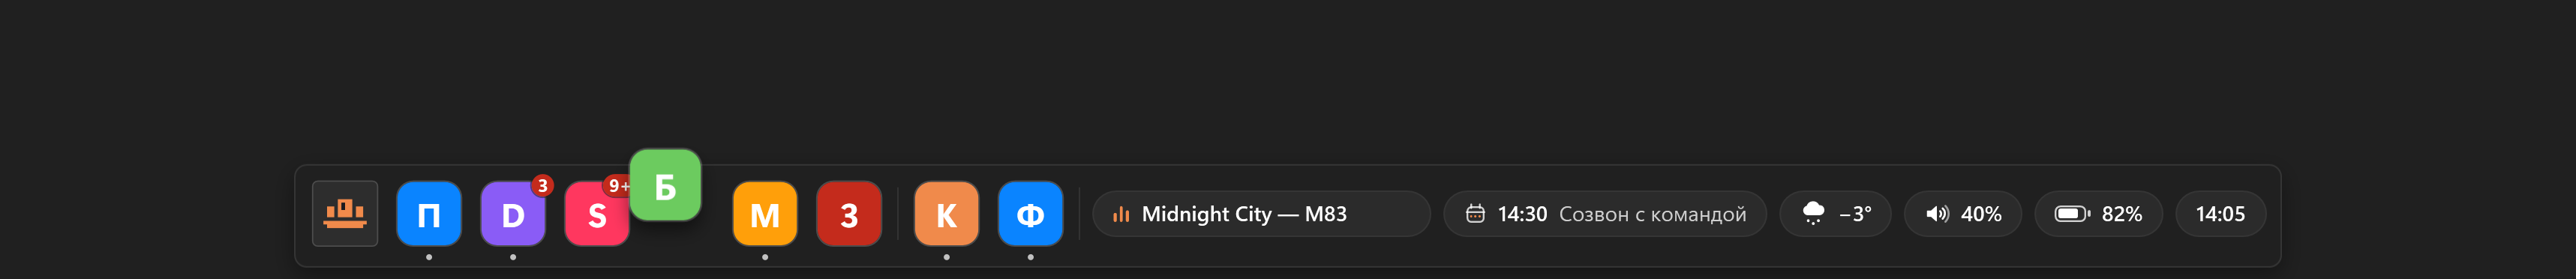 П
D
3
S
9+
Б
М
З
К
Ф
Midnight City — M83
14:30 Созвон с командой
−3°
40%
82%
14:05